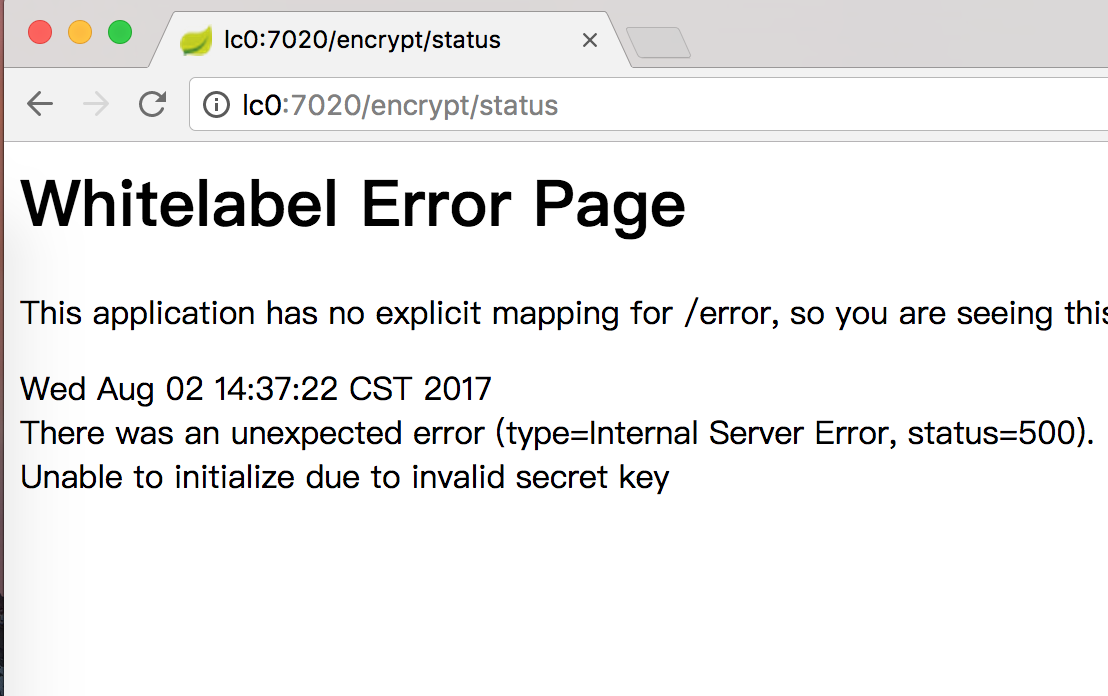 lc0:7020/encrypt/status
lc0:7020/encrypt/status
Whitelabel Error Page
This application has no explicit mapping for /error, so you are seeing this
Wed Aug 02 14:37:22 CST 2017
There was an unexpected error (type=Internal Server Error, status=500).
Unable to initialize due to invalid secret key